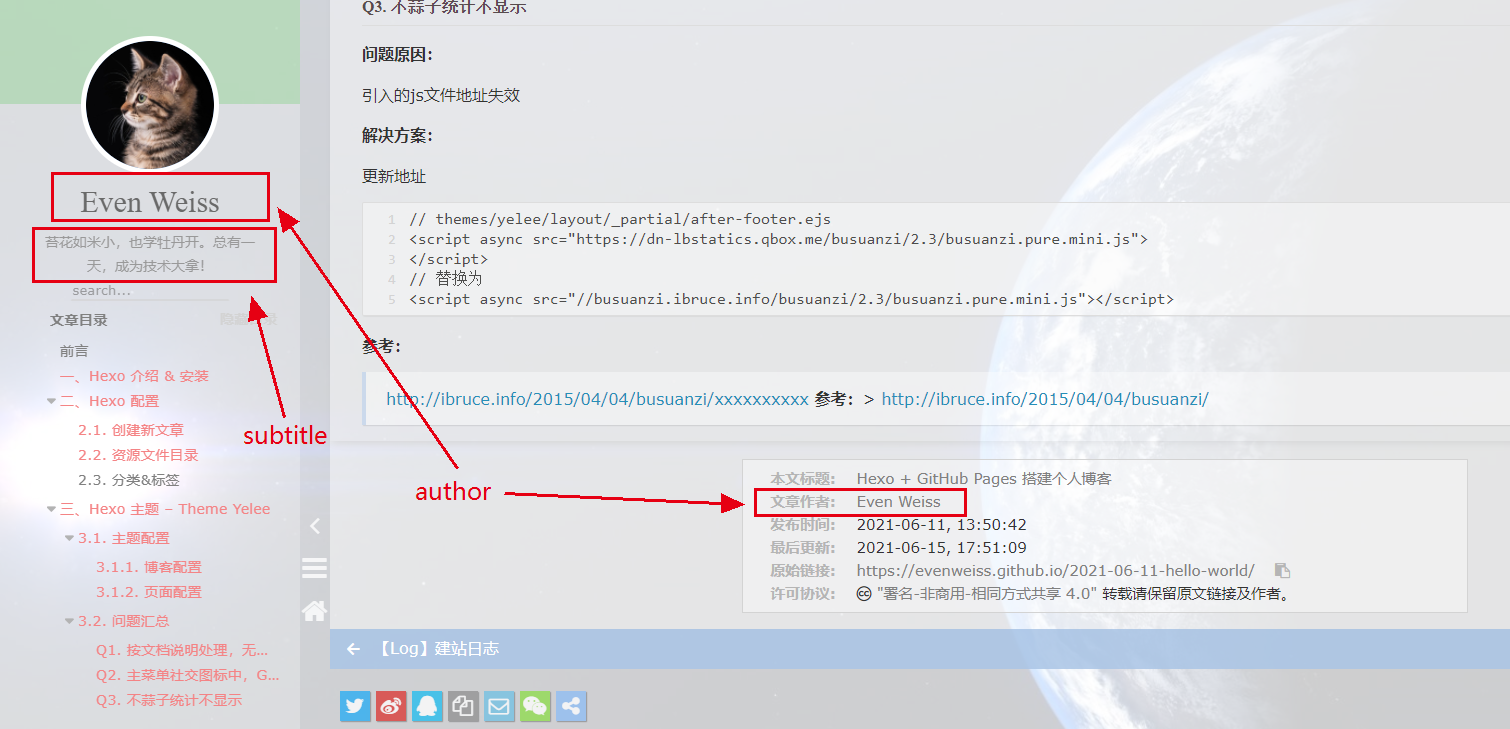 Even Weiss
苔花如米小，也学牡丹开。总有一
天，成为技术大拿！
search...
文章目录
前言
一、Hexo 介绍 & 安装
二、Hexo 配置
2.1. 创建新文章
2.2. 资源文件目录
2.3. 分类&标签
三、Hexo 主题 – Theme Yelee
3.1. 主题配置
3.1.1. 博客配置
3.1.2. 页面配置
3.2. 问题汇总
Q1. 按文档说明处理，无...
Q2. 主菜单社交图标中，G...
Q3. 不蒜子统计不显示
subtitle
author
Q3. 不蒜子统计不显示
问题原因：
引入的js文件地址失效
解决方案：
更新地址
1 // themes/yelee/layout/_partial/after-footer.ejs
2 <script async src="https://dn-lbstatics.qbox.me/busuanzi/2.3/busuanzi.pure.mini.js">
3 </script>
4 // 替换为
5 <script async src="//busuanzi.ibruce.info/busuanzi/2.3/busuanzi.pure.mini.js"></script>
参考：
http://ibruce.info/2015/04/04/busuanzi/xxxxxxxxxx 参考：> http://ibruce.info/2015/04/04/busuanzi/
本文标题： Hexo + GitHub Pages 搭建个人博客
文章作者： Even Weiss
发布时间： 2021-06-11, 13:50:42
最后更新： 2021-06-15, 17:51:09
原始链接： https://evenweiss.github.io/2021-06-11-hello-world/
许可协议： "署名-非商用-相同方式共享 4.0" 转载请保留原文链接及作者。
【Log】建站日志